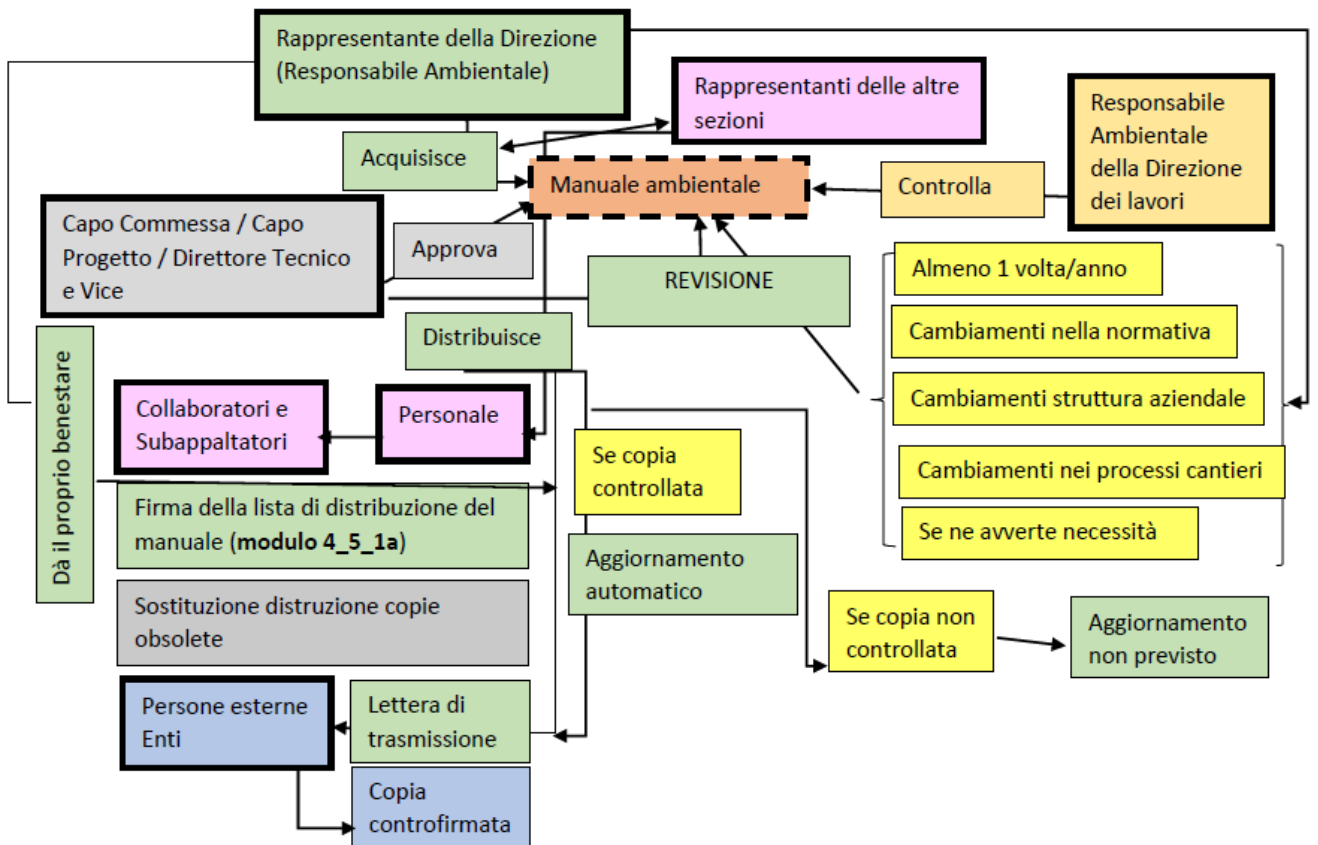 Rappresentante della Direzione
(Responsabile Ambientale)
Rappresentanti delle altre
sezioni
Responsabile
Ambientale
della Direzione
dei lavori
Acquisisce
Manuale ambientale
Controlla
Capo Commessa / Capo
Progetto / Direttore Tecnico
e Vice
Approva
REVISIONE
Almeno 1 volta/anno
Cambiamenti nella normativa
Cambiamenti struttura aziendale
Cambiamenti nei processi cantieri
Se ne avverte necessità
Distribuisce
Dà il proprio benestare
Collaboratori e
Subappaltatori
Personale
Se copia
controllata
Firma della lista di distribuzione del
manuale (modulo 4_5_1a)
Aggiornamento
automatico
Sostituzione distruzione copie
obsolete
Se copia non
controllata
Aggiornamento
non previsto
Persone esterne
Enti
Lettera di
trasmissione
Copia
controfirmata